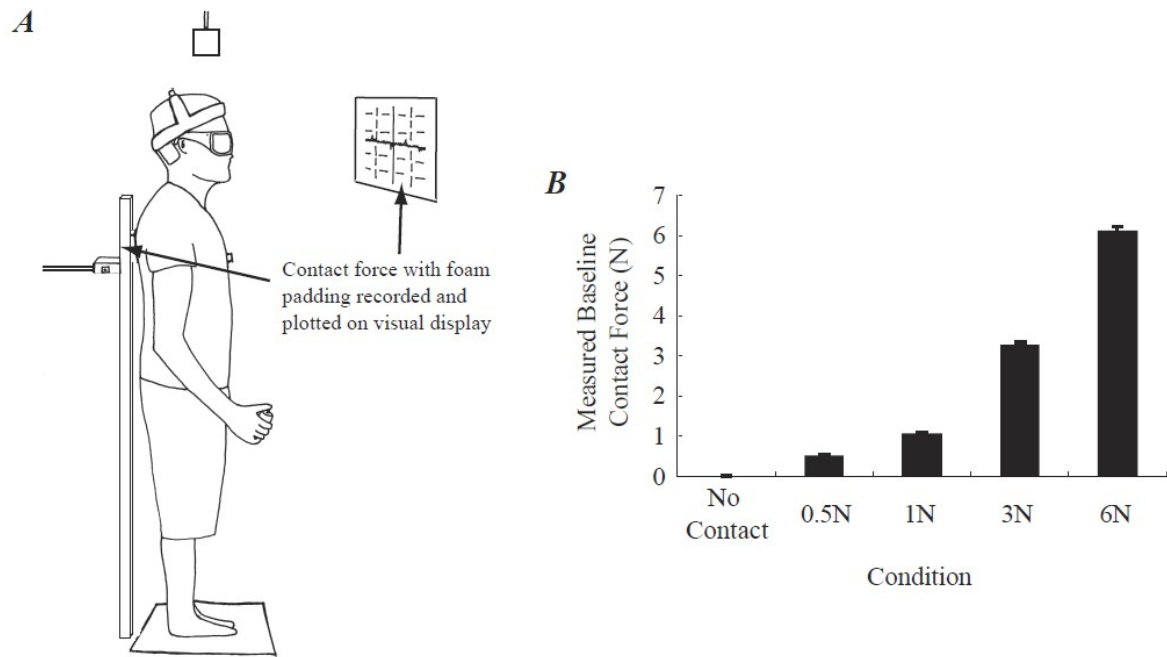 A
Contact force with foam
padding recorded and
plotted on visual display
B
Measured Baseline
Contact Force (N)
7
6
5
4
3
2
1
0
No
Contact
0.5N
1N
3N
6N
Condition